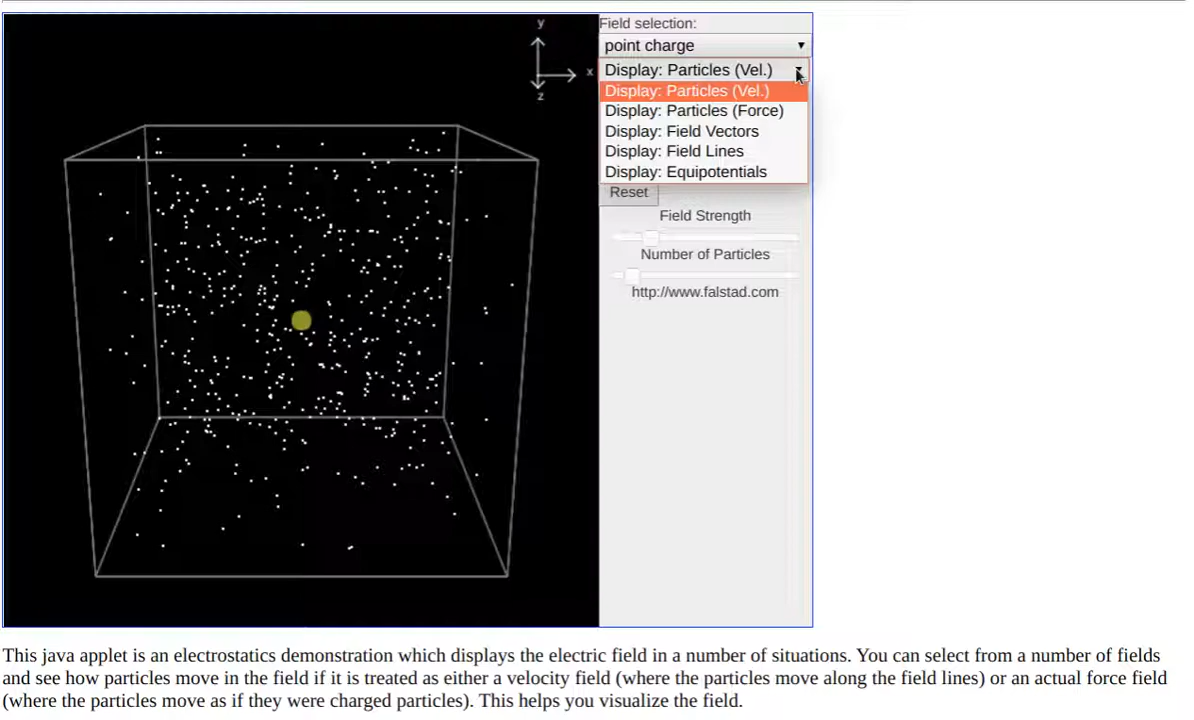 y
x
z
Field selection:
point charge
Display: Particles (Vel.)
Display: Particles (Vel.)
Display: Particles (Force)
Display: Field Vectors
Display: Field Lines
Display: Equipotentials
Reset
Field Strength
Number of Particles
http://www.falstad.com
This java applet is an electrostatics demonstration which displays the electric field in a number of situations. You can select from a number of fields
and see how particles move in the field if it is treated as either a velocity field (where the particles move along the field lines) or an actual force field
(where the particles move as if they were charged particles). This helps you visualize the field.